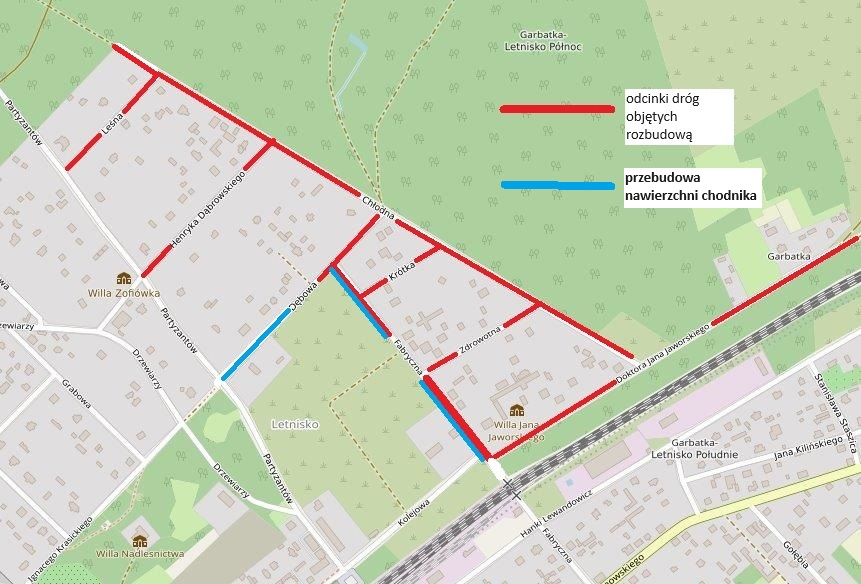 Garbatka-
Letnisko Północ
odcinki dróg
objętych
rozbudową
przebudowa
nawierzchni chodnika
Partyzantów
Leśna
Henryka Dąbrowskiego
Chłodna
Garbatka
Willa Zofiówka
Krótka
Dębowa
Partyzantów
Zdrowotna
Fabryczna
Doktora Jana Jaworskiego
Drzewiarzy
Grabowa
Letnisko
Willa Jana
Jaworskiego
Stanisława Staszica
Garbatka-
Letnisko Południe
Jana Kilińskiego
Drzewiarzy
Partyzantów
Kolejowa
Hanki Lewandowicz
Fabryczna
Ignacego Krasickiego
Willa Nadleśnictwa
Gołębia